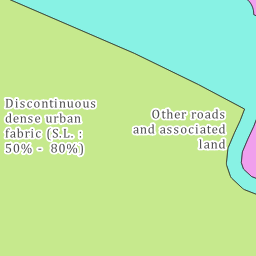 Discontinuous
dense urban
fabric (S.L. :
50% - 80%)
Other roads
and associated
land